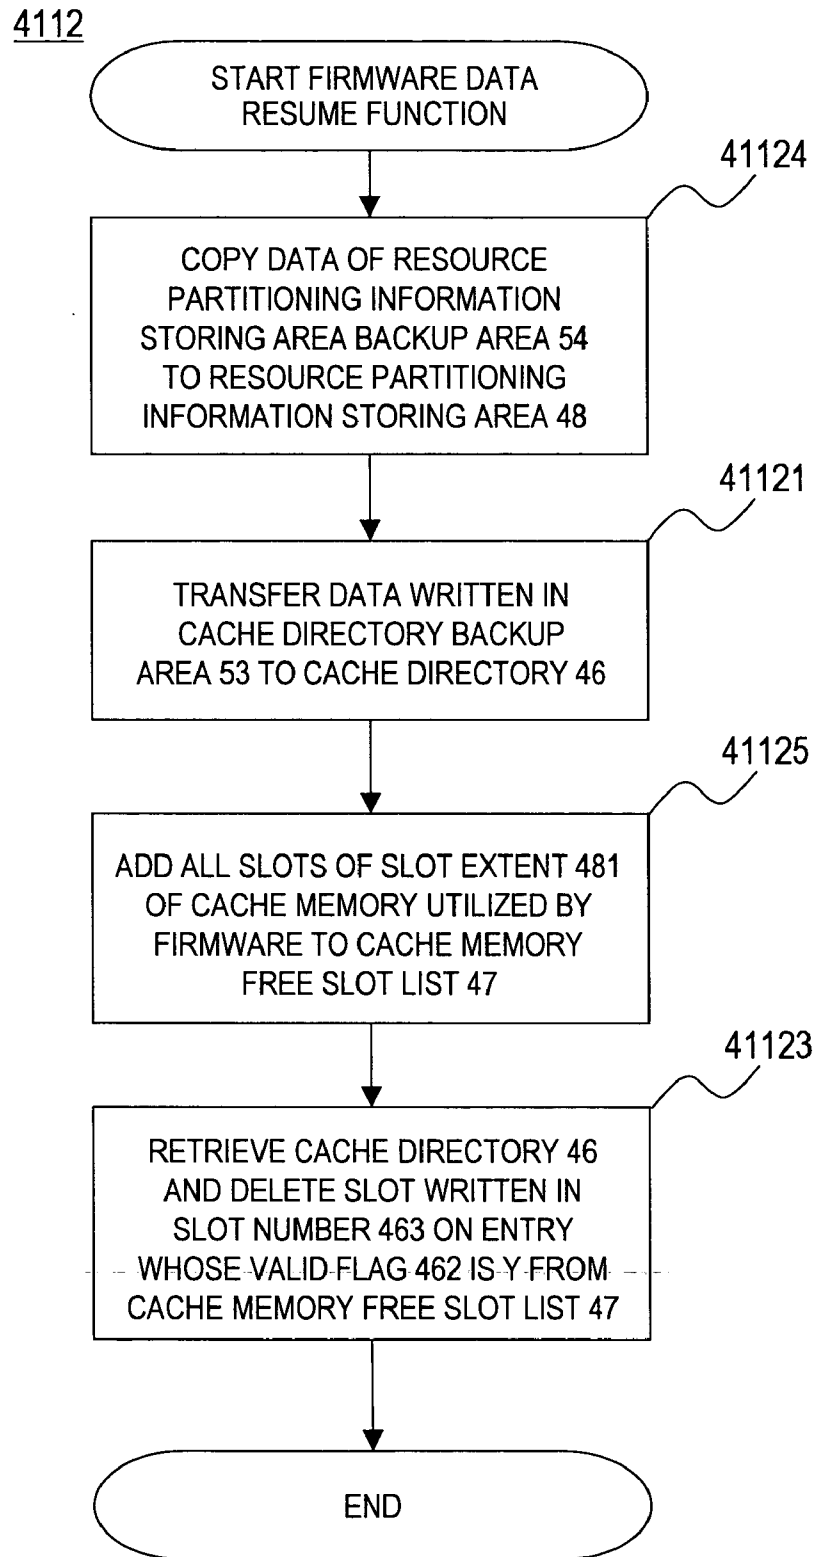 4112
START FIRMWARE DATA
RESUME FUNCTION
41124
COPY DATA OF RESOURCE
PARTITIONING INFORMATION
STORING AREA BACKUP AREA 54
TO RESOURCE PARTITIONING
INFORMATION STORING AREA 48
41121
TRANSFER DATA WRITTEN IN
CACHE DIRECTORY BACKUP
AREA 53 TO CACHE DIRECTORY 46
41125
ADD ALL SLOTS OF SLOT EXTENT 481
OF CACHE MEMORY UTILIZED BY
FIRMWARE TO CACHE MEMORY
FREE SLOT LIST 47
41123
RETRIEVE CACHE DIRECTORY 46
AND DELETE SLOT WRITTEN IN
SLOT NUMBER 463 ON ENTRY
WHOSE VALID FLAG 462 IS Y FROM
CACHE MEMORY FREE SLOT LIST 47
END